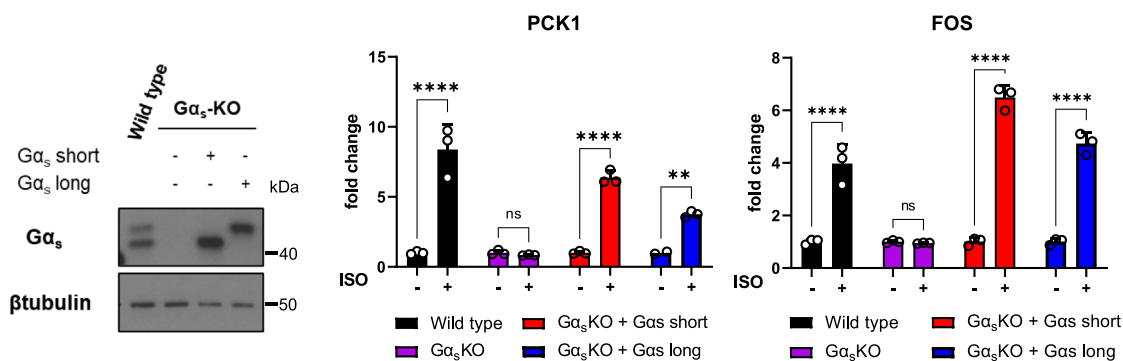 Wild type
Gαs-KO
Gαs short - + -
Gαs long - - +
kDa
Gαs
40
βtubulin
50
PCK1
fold change
15
10
5
0
****
ns
****
**
ISO - + - + - + - +
Wild type
GαsKO + Gαs short
GαsKO
GαsKO + Gαs long
FOS
fold change
8
6
4
2
0
****
ns
****
****
ISO - + - + - + - +
Wild type
GαsKO + Gαs short
GαsKO
GαsKO + Gαs long